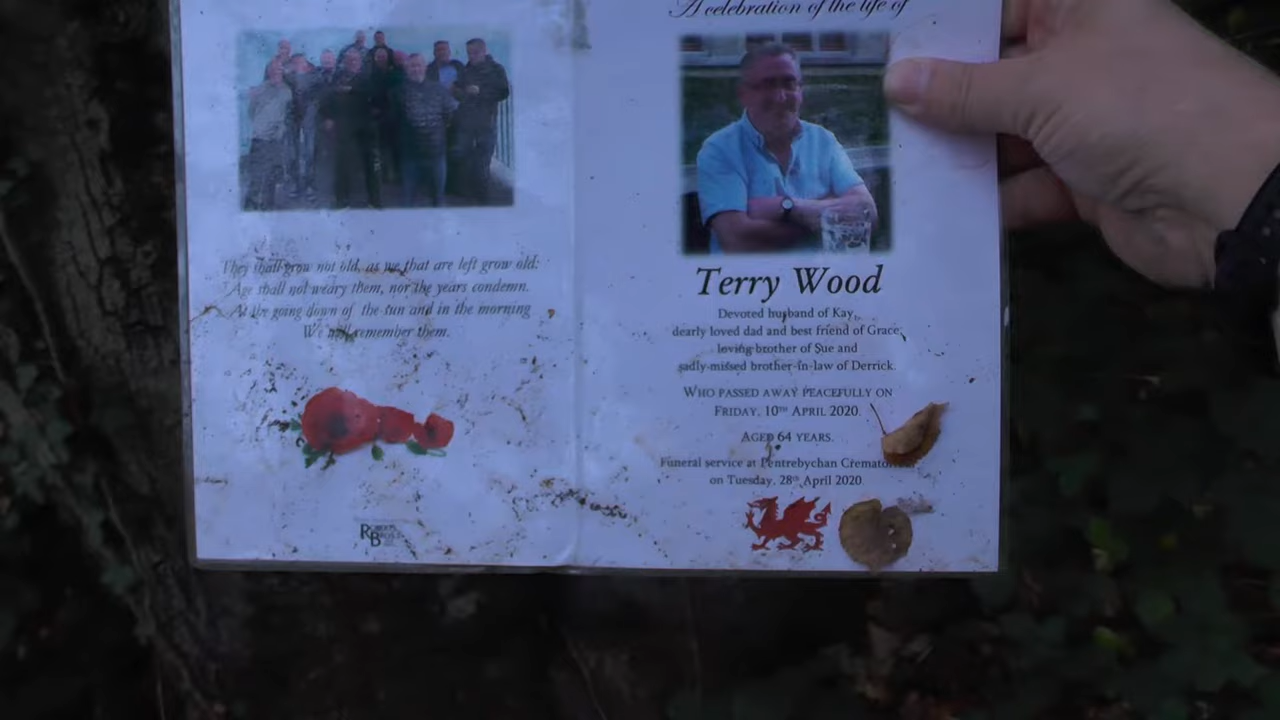 They shall grow not old, as we that are left grow old:
Age shall not weary them, nor the years condemn.
At the going down of the sun and in the morning
We will remember them.
A celebration of the life of
Terry Wood
Devoted husband of Kay,
dearly loved dad and best friend of Grace,
loving brother of Sue and
sadly-missed brother-in-law of Derrick.
WHO PASSED AWAY PEACEFULLY ON
FRIDAY, 10TH APRIL 2020.
AGED 64 YEARS.
Funeral service at Pentrebychan
on Tuesday, 28th April 2020